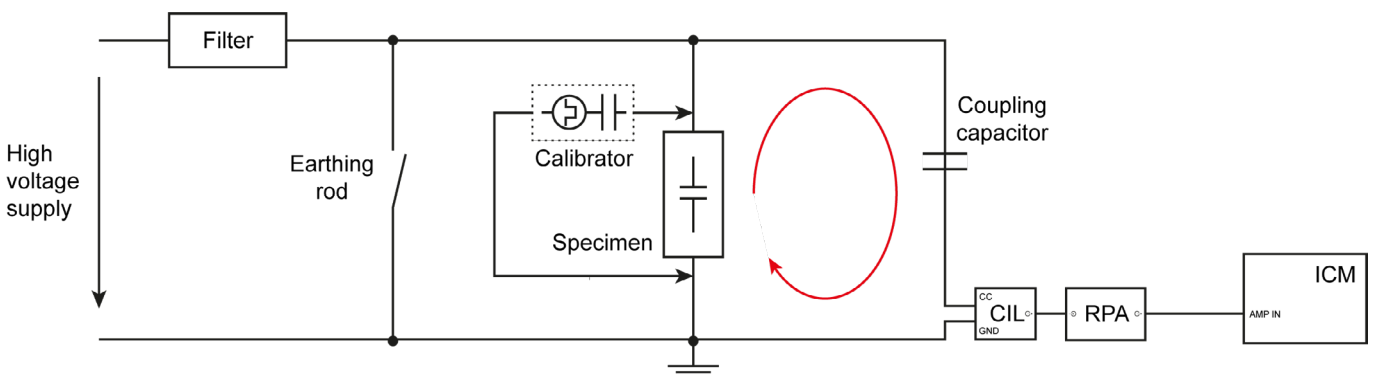 Filter
High
voltage
supply
Earthing
rod
Calibrator
Specimen
Coupling
capacitor
CC
CIL
GND
RPA
ICM
AMP IN